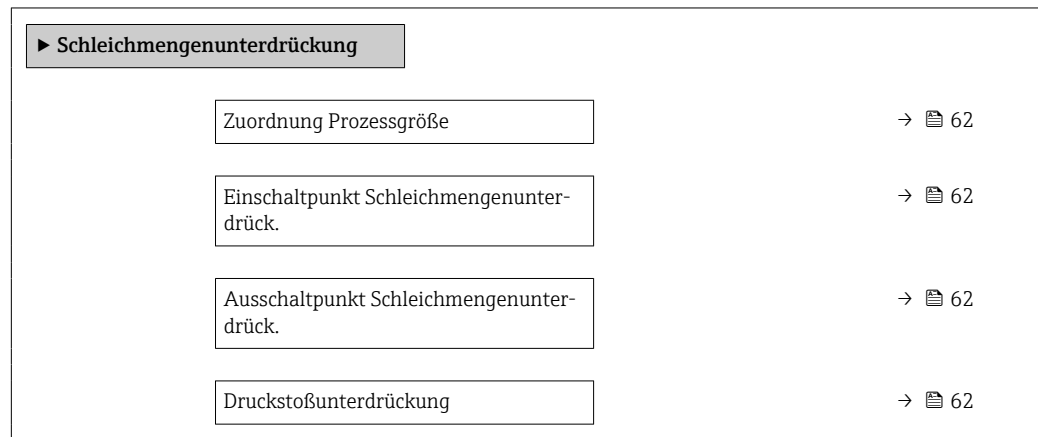 ▶ Schleichmengenunterdrückung
Zuordnung Prozessgröße → 62
Einschaltpunkt Schleichmengenunter-
drück. → 62
Ausschaltpunkt Schleichmengenunter-
drück. → 62
Druckstoßunterdrückung → 62